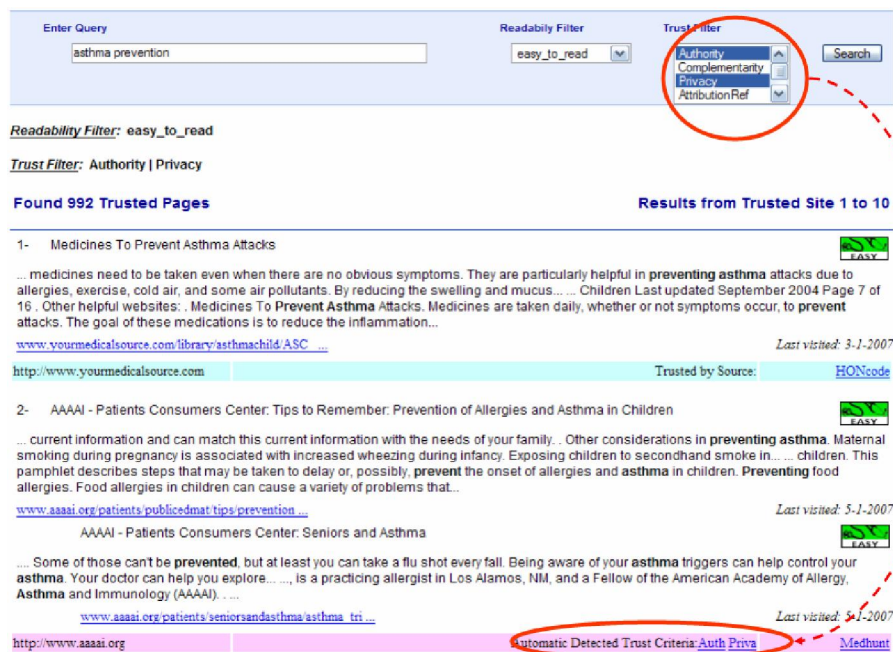 Enter Query
Readabily Filter
Trust Filter
asthma prevention
easy_to_read
Authority
Complementarity
Privacy
Attribution Ref
Search
Readability Filter: easy_to_read
Trust Filter: Authority | Privacy
Found 992 Trusted Pages
Results from Trusted Site 1 to 10
1- Medicines To Prevent Asthma Attacks
EASY
... medicines need to be taken even when there are no obvious symptoms. They are particularly helpful in preventing asthma attacks due to
allergies, exercise, cold air, and some air pollutants. By reducing the swelling and mucus... ... Children Last updated September 2004 Page 7 of
16 . Other helpful websites: . Medicines To Prevent Asthma Attacks. Medicines are taken daily, whether or not symptoms occur, to prevent
attacks. The goal of these medications is to reduce the inflammation...
www.yourmedicalsource.com/library/asthmachild/ASC ...
Last visited: 3-1-2007
http://www.yourmedicalsource.com
Trusted by Source:
HONcode
2- AAAAI - Patients Consumers Center: Tips to Remember: Prevention of Allergies and Asthma in Children
EASY
... current information and can match this current information with the needs of your family. . Other considerations in preventing asthma. Maternal
smoking during pregnancy is associated with increased wheezing during infancy. Exposing children to secondhand smoke in... ... children. This
pamphlet describes steps that may be taken to delay or, possibly, prevent the onset of allergies and asthma in children. Preventing food
allergies. Food allergies in children can cause a variety of problems that...
www.aaaai.org/patients/publicedmat/tips/prevention ...
Last visited: 5-1-2007
AAAAI - Patients Consumers Center: Seniors and Asthma
EASY
.... Some of those can't be prevented, but at least you can take a flu shot every fall. Being aware of your asthma triggers can help control your
asthma. Your doctor can help you explore... ..., is a practicing allergist in Los Alamos, NM, and a Fellow of the American Academy of Allergy,
Asthma and Immunology (AAAAI). . ...
www.aaaai.org/patients/seniorsandasthma/asthma_tri ...
Last visited: 5-1-2007
http://www.aaaai.org
Automatic Detected Trust Criteria:Auth Priva
Medhunt